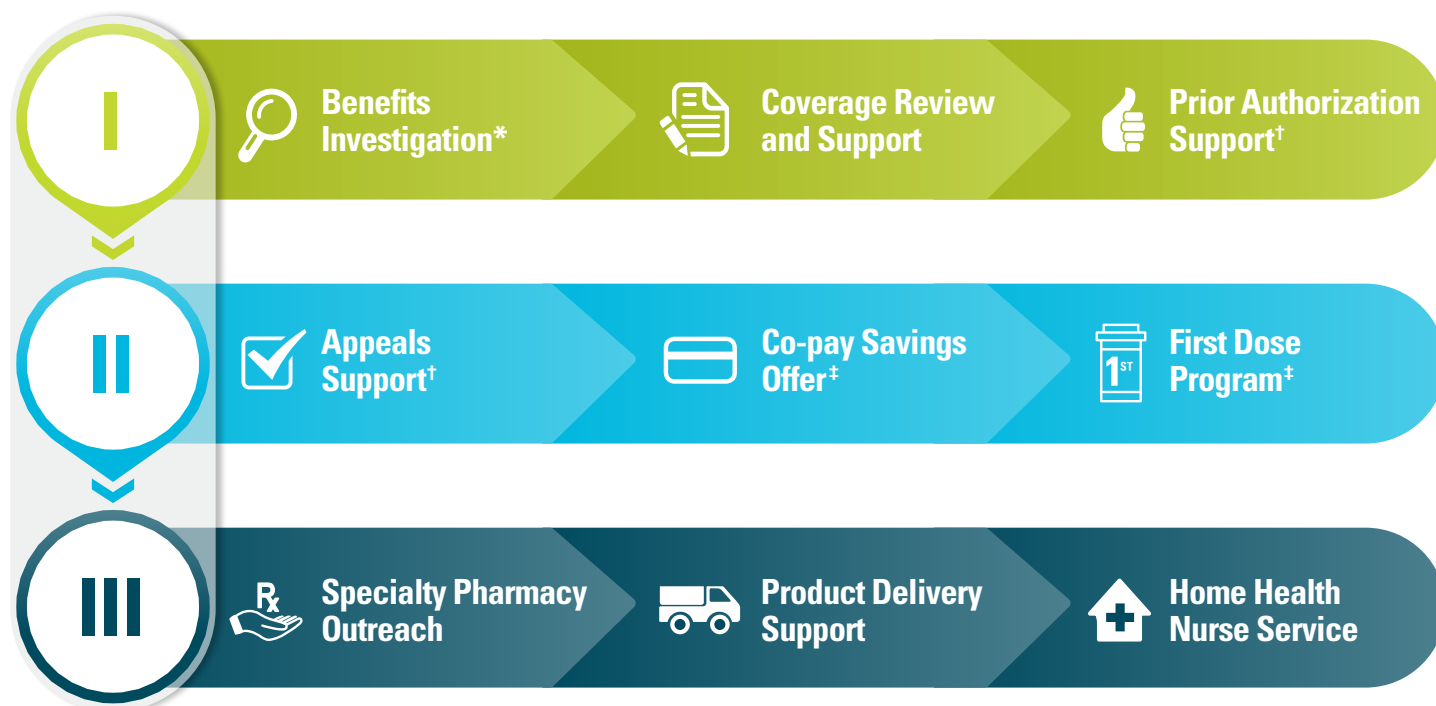 I
Benefits
Investigation*
Coverage Review
and Support
Prior Authorization
Support†
II
Appeals
Support†
Co-pay Savings
Offer‡
1ST
First Dose
Program‡
III
Rx
Specialty Pharmacy
Outreach
Product Delivery
Support
Home Health
Nurse Service